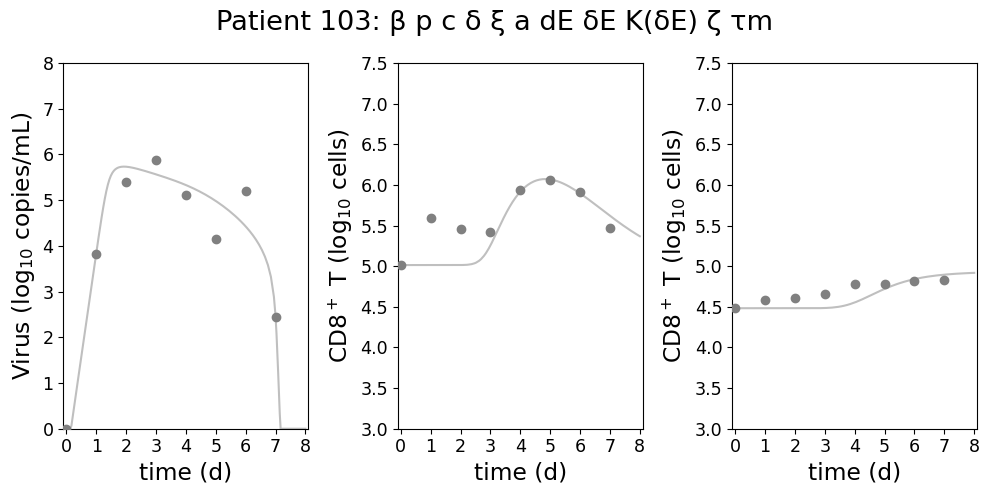 Patient 103: β p c δ ξ a dE δE K(δE) ζ τm
Virus (log₁₀ copies/mL)
8
7
6
5
4
3
2
1
0
0 1 2 3 4 5 6 7 8
time (d)
CD8⁺ T (log₁₀ cells)
7.5
7.0
6.5
6.0
5.5
5.0
4.5
4.0
3.5
3.0
0 1 2 3 4 5 6 7 8
time (d)
CD8⁺ T (log₁₀ cells)
7.5
7.0
6.5
6.0
5.5
5.0
4.5
4.0
3.5
3.0
0 1 2 3 4 5 6 7 8
time (d)